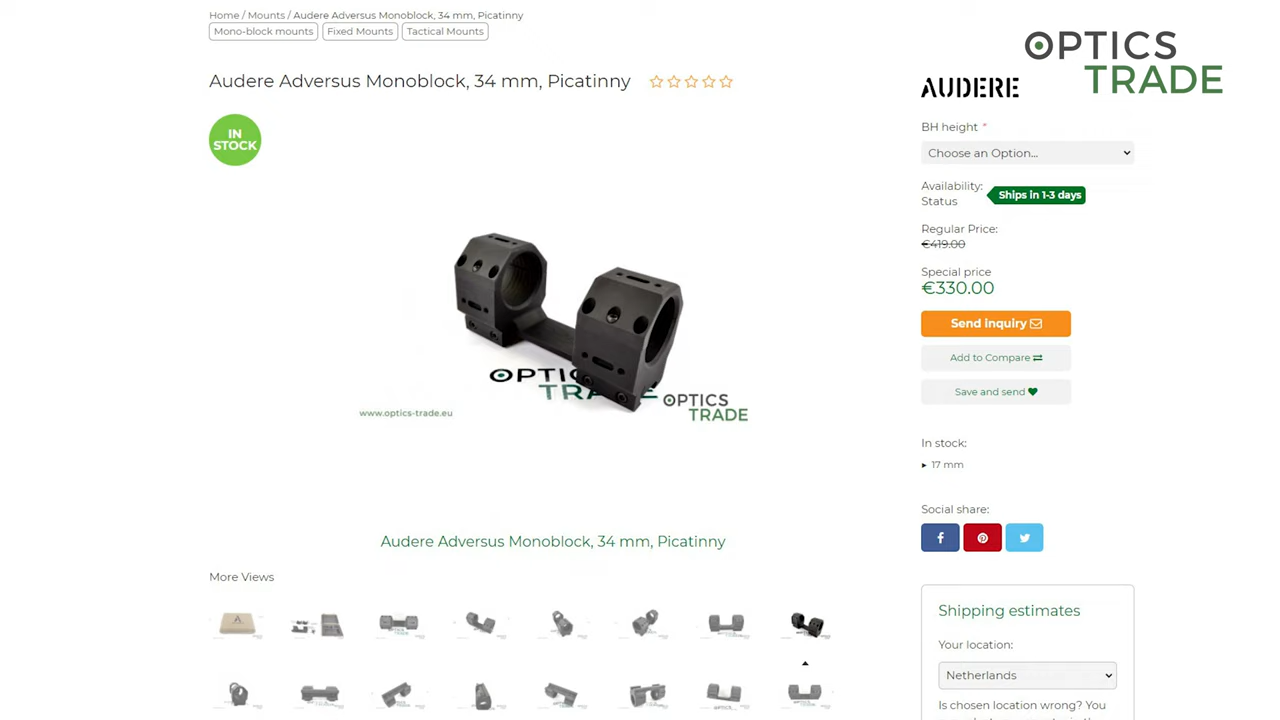 Home / Mounts / Audere Adversus Monoblock, 34 mm, Picatinny
Mono-block mounts Fixed Mounts Tactical Mounts
OPTICS
TRADE
Audere Adversus Monoblock, 34 mm, Picatinny
AUDERE
IN
STOCK
BH height *
Choose an Option...
Availability:
Status
Ships in 1-3 days
Regular Price:
€419.00
Special price
€330.00
Send inquiry
Add to Compare
Save and send
OPTICS
TRADE
www.optics-trade.eu
OPTICS
TRADE
In stock:
17 mm
Social share:
Audere Adversus Monoblock, 34 mm, Picatinny
More Views
Shipping estimates
Your location:
Netherlands
Is chosen location wrong? You